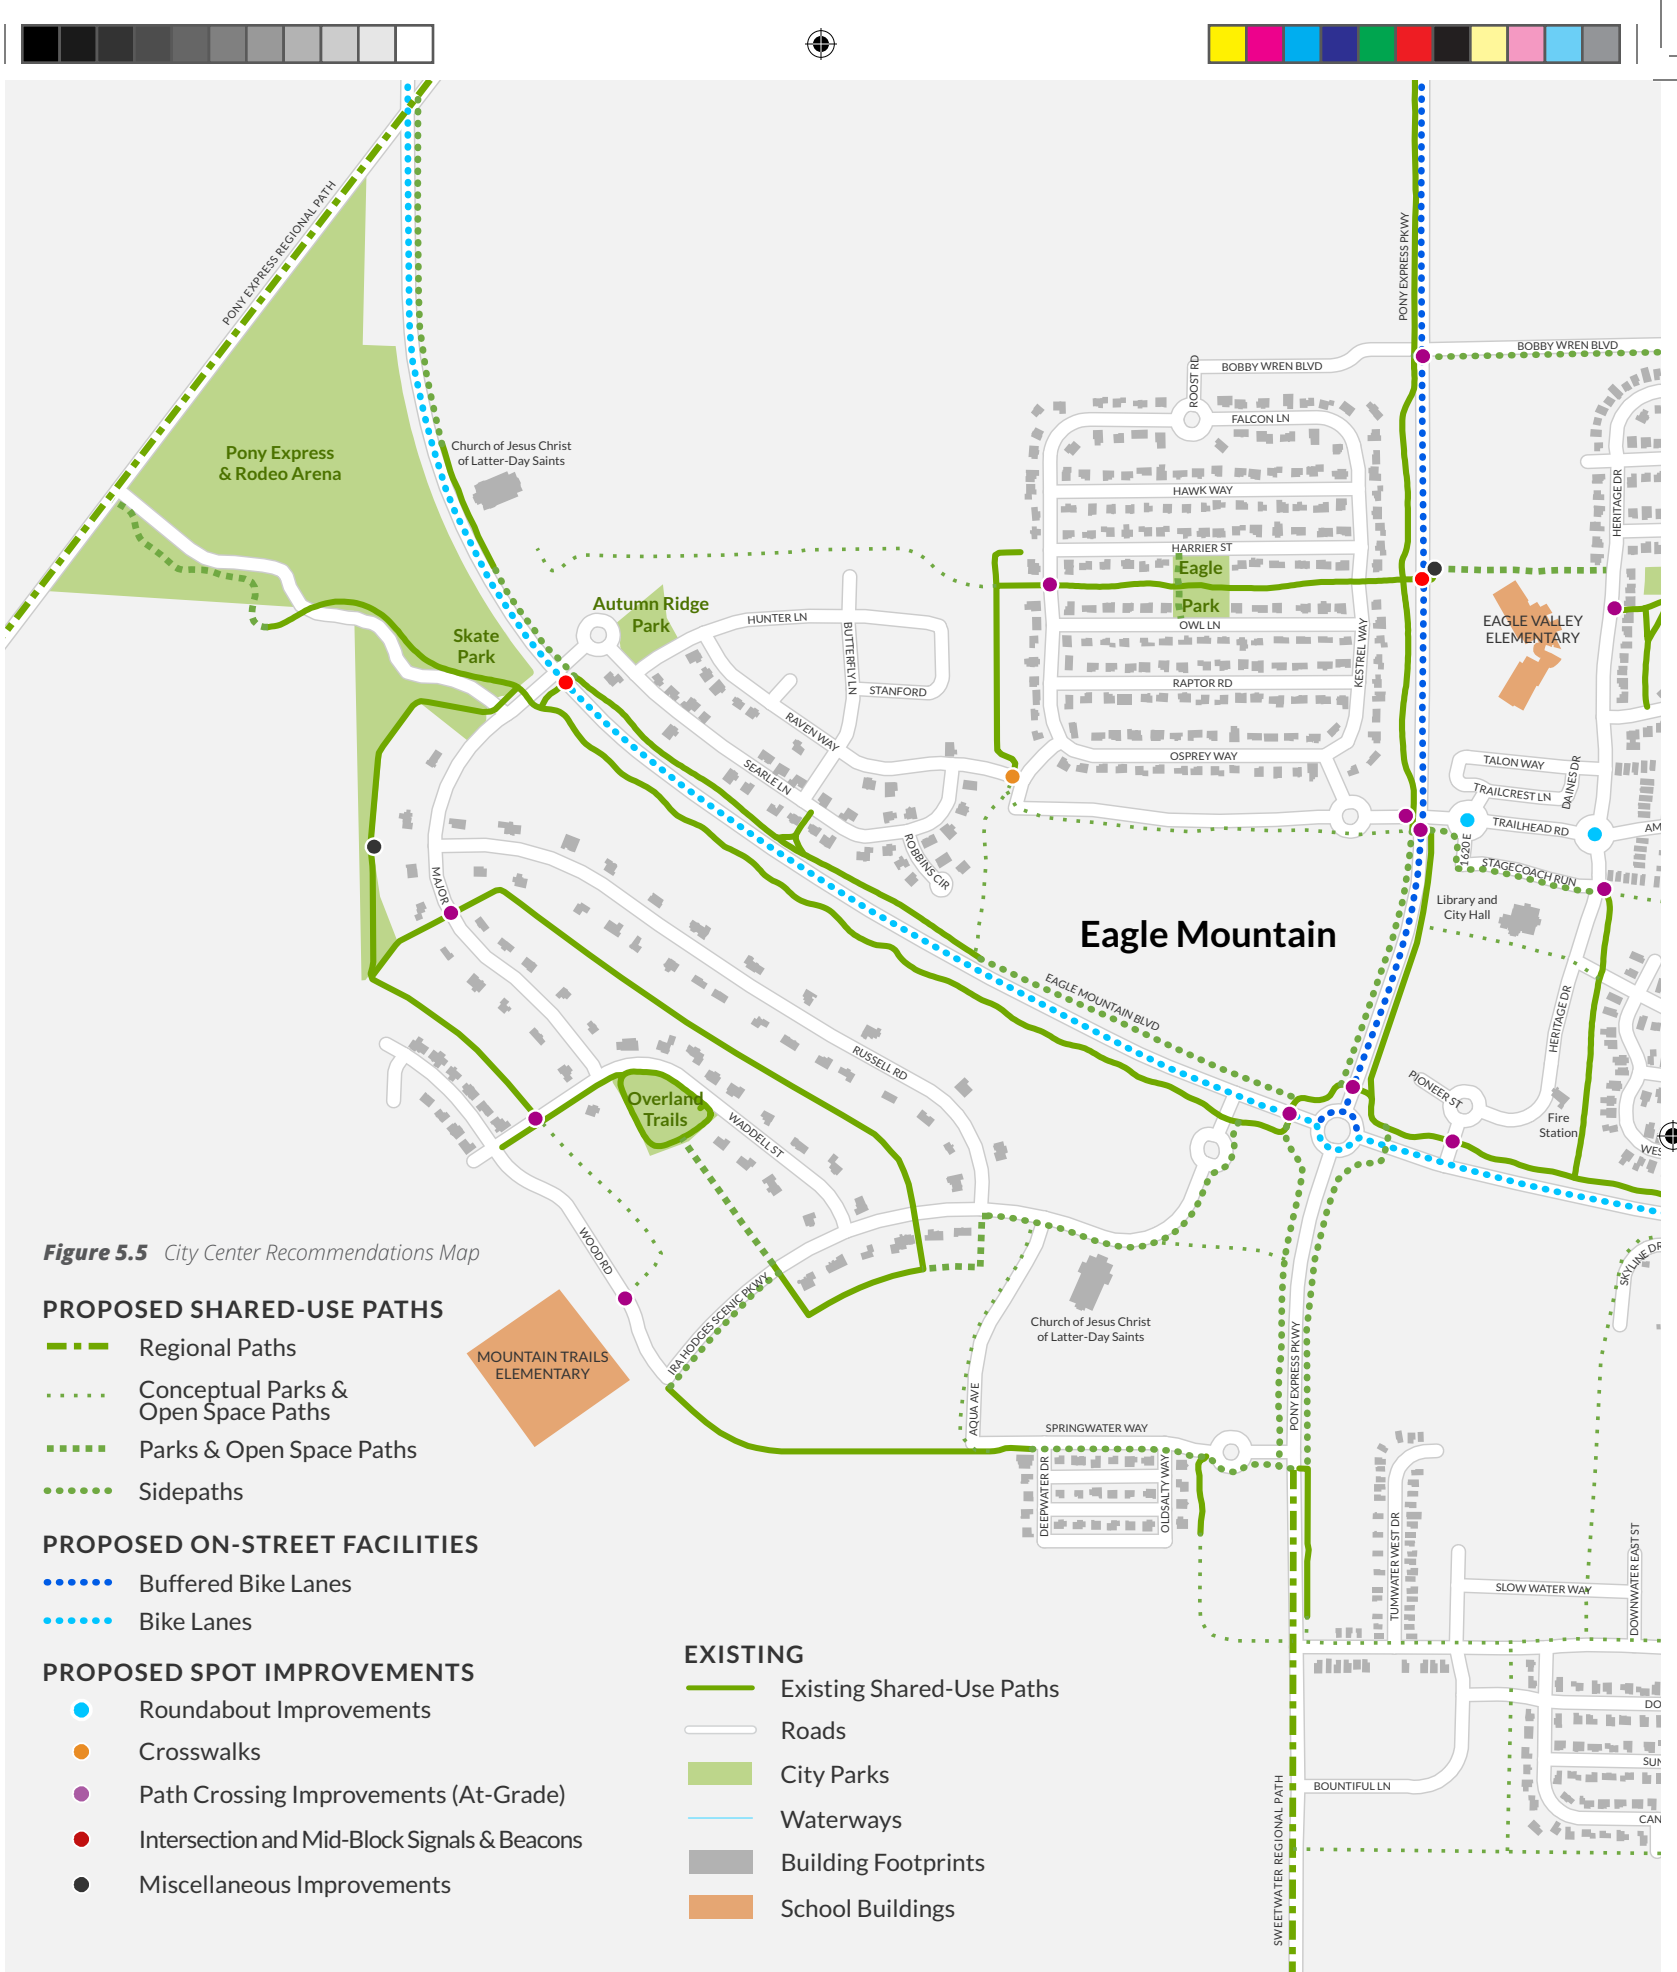 PONY EXPRESS REGIONAL PATH
PONY EXPRESS PKWY
BOBBY WREN BLVD
BOBBY WREN BLVD
ROOST RD
FALCON LN
Pony Express
& Rodeo Arena
Church of Jesus Christ
of Latter-Day Saints
HAWK WAY
HERITAGE DR
HARRIER ST
Eagle
Park
Autumn Ridge
Park
HUNTER LN
BUTTERFLY LN
STANFORD
Skate
Park
OWL LN
KESTREL WAY
RAPTOR RD
EAGLE VALLEY
ELEMENTARY
RAVEN WAY
SEARLE LN
OSPREY WAY
TALON WAY
TRAILCREST LN
DAINES DR
TRAILHEAD RD
AM
1620 E
STAGECOACH RUN
ROBBINS CIR
MAJOR
Library and
City Hall
Eagle Mountain
EAGLE MOUNTAIN BLVD
HERITAGE DR
RUSSELL RD
PIONEER ST
Fire
Station
WES
Overland
Trails
WADDELL ST
WOOD RD
IRA HODGES SCENIC PKWY
SKYLINE DR
Church of Jesus Christ
of Latter-Day Saints
PONY EXPRESS PKWY
MOUNTAIN TRAILS
ELEMENTARY
AQUA AVE
SPRINGWATER WAY
DEEPWATER DR
OLDSALTY WAY
TUMWATER WEST DR
SLOW WATER WAY
DOWNWATER EAST ST
DO
SUN
BOUNTIFUL LN
CAN
SWEETWATER REGIONAL PATH
Figure 5.5 City Center Recommendations Map
PROPOSED SHARED-USE PATHS
Regional Paths
Conceptual Parks &
Open Space Paths
Parks & Open Space Paths
Sidepaths
PROPOSED ON-STREET FACILITIES
Buffered Bike Lanes
Bike Lanes
PROPOSED SPOT IMPROVEMENTS
Roundabout Improvements
Crosswalks
Path Crossing Improvements (At-Grade)
Intersection and Mid-Block Signals & Beacons
Miscellaneous Improvements
EXISTING
Existing Shared-Use Paths
Roads
City Parks
Waterways
Building Footprints
School Buildings